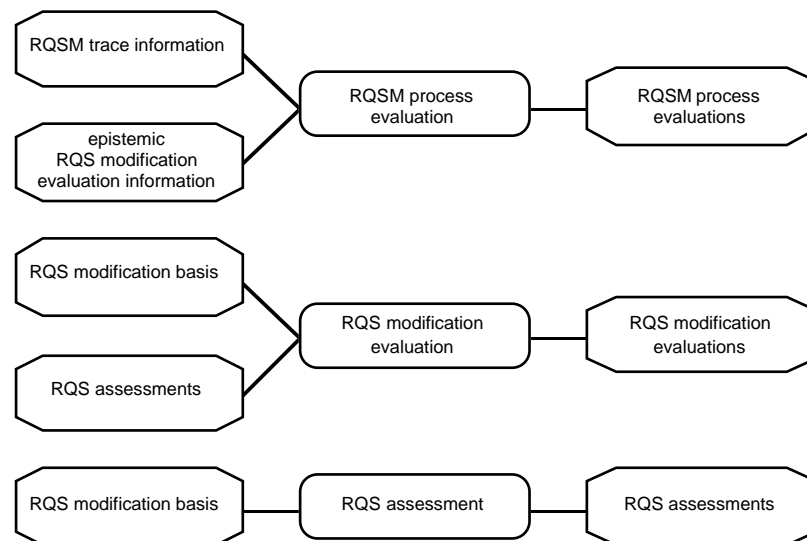 RQSM trace information
epistemic
RQS modification
evaluation information
RQSM process
evaluation
RQSM process
evaluations
RQS modification basis
RQS assessments
RQS modification
evaluation
RQS modification
evaluations
RQS modification basis
RQS assessment
RQS assessments